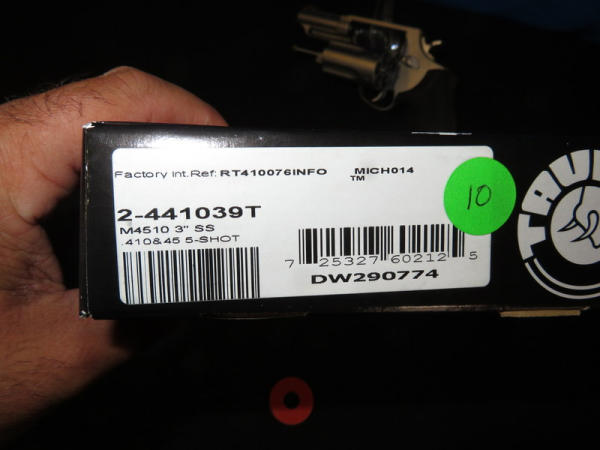 Factory Int.Ref: RT410076INFO MICH014
TM
2-441039T
M4510 3" SS
.410&45 5-SHOT
7 25327 60212 5
DW290774
10